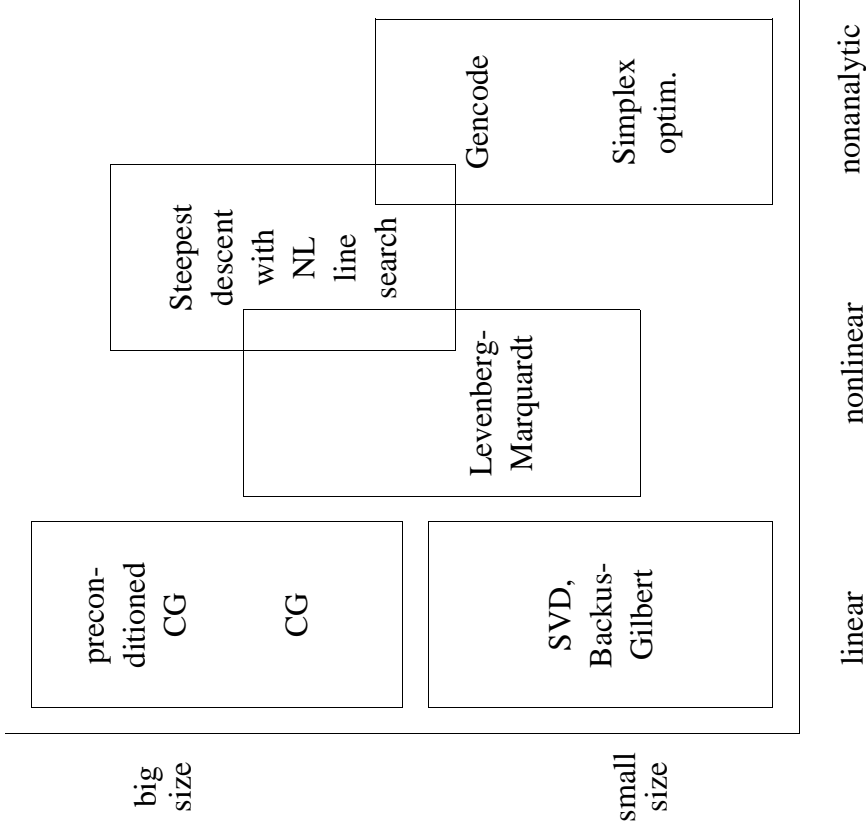 big
size
small
size
precon-
ditioned
CG
CG
SVD,
Backus-
Gilbert
Levenberg-
Marquardt
Steepest
descent
with
NL
line
search
Gencode
Simplex
optim.
linear
nonlinear
nonanalytic